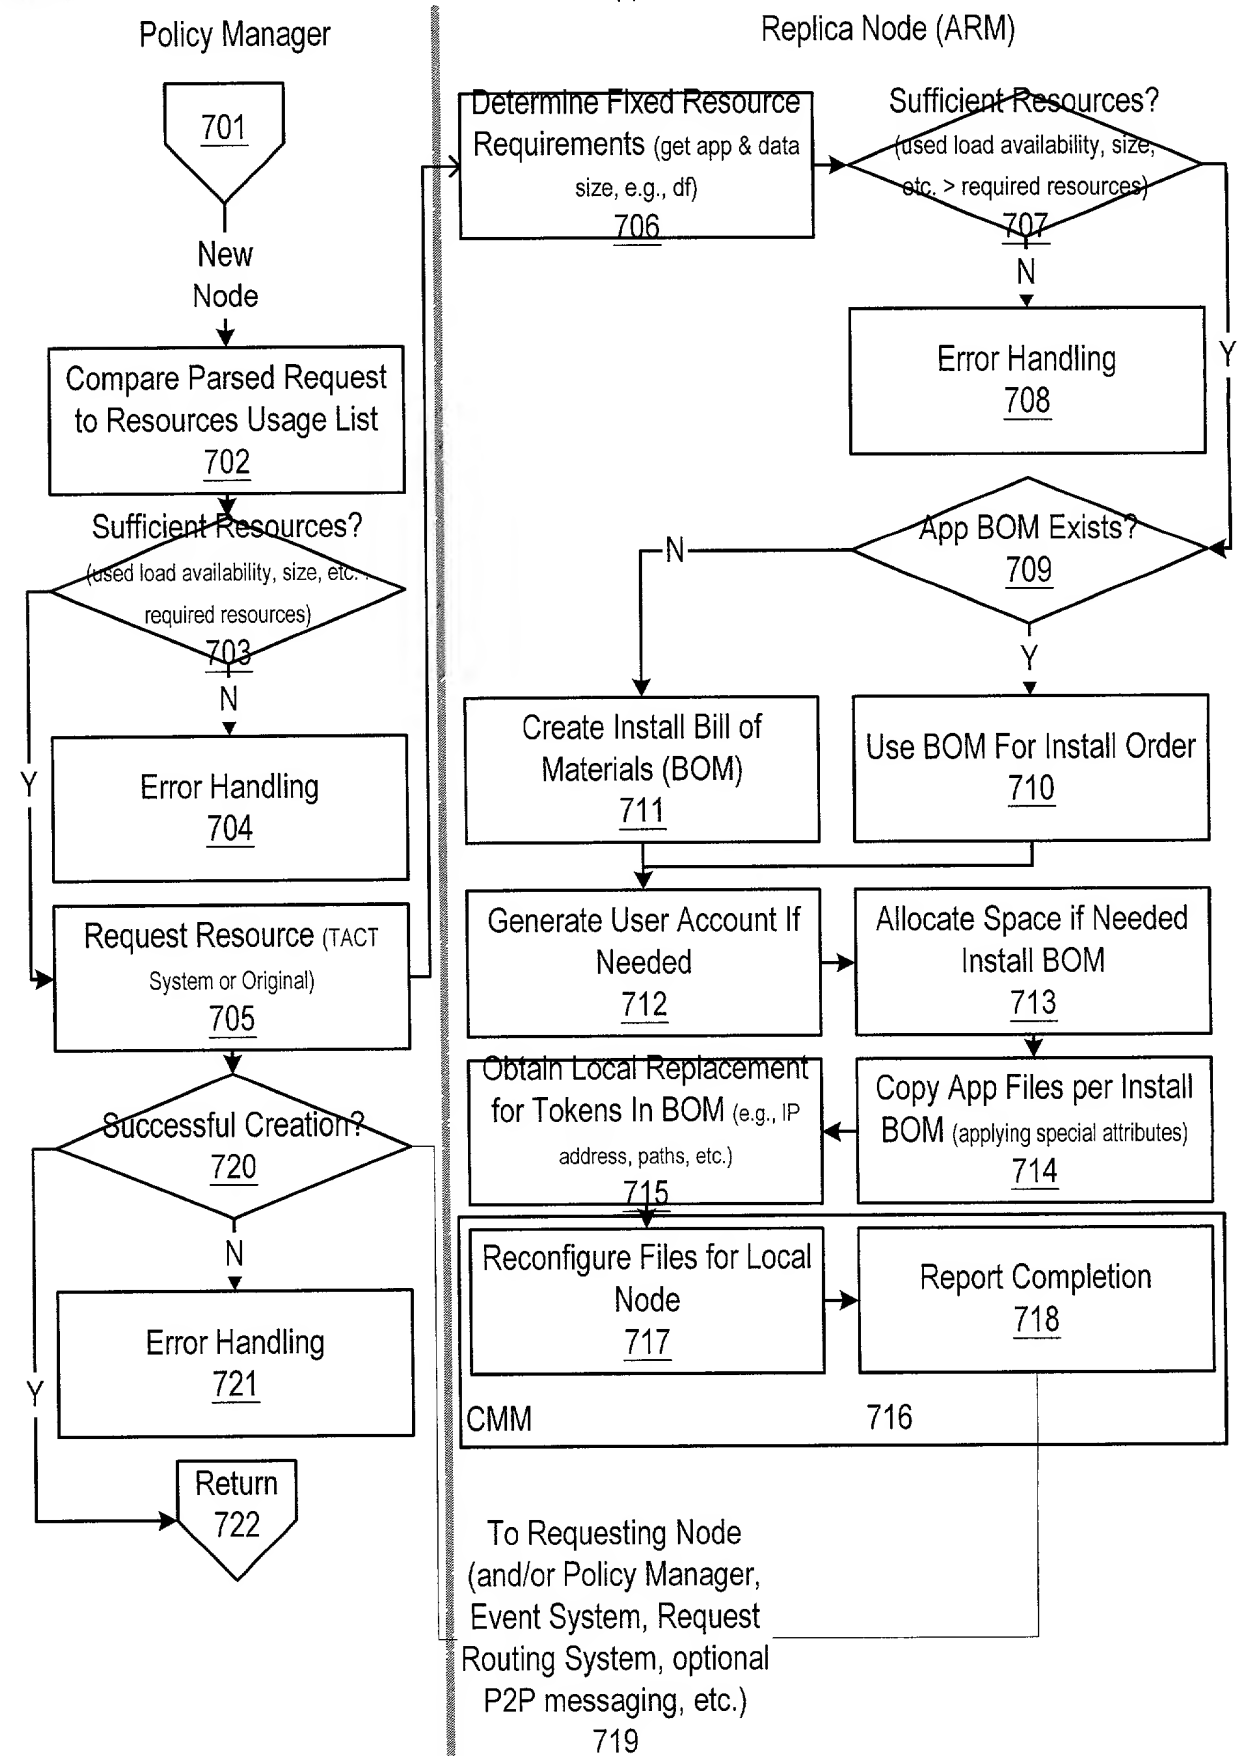 Policy Manager
701
New
Node
Compare Parsed Request
to Resources Usage List
702
Sufficient Resources?
(used load availability, size, etc.
required resources)
703
N
Y
Error Handling
704
Request Resource (TACT
System or Original)
705
Successful Creation?
720
N
Y
Error Handling
721
Return
722
Replica Node (ARM)
Determine Fixed Resource
Requirements (get app & data
size, e.g., df)
706
Sufficient Resources?
(used load availability, size,
etc. > required resources)
707
N
Y
Error Handling
708
App BOM Exists?
709
N
Y
Create Install Bill of
Materials (BOM)
711
Use BOM For Install Order
710
Generate User Account If
Needed
712
Allocate Space if Needed
Install BOM
713
Obtain Local Replacement
for Tokens In BOM (e.g., IP
address, paths, etc.)
715
Copy App Files per Install
BOM (applying special attributes)
714
Reconfigure Files for Local
Node
717
Report Completion
718
CMM
716
To Requesting Node
(and/or Policy Manager,
Event System, Request
Routing System, optional
P2P messaging, etc.)
719